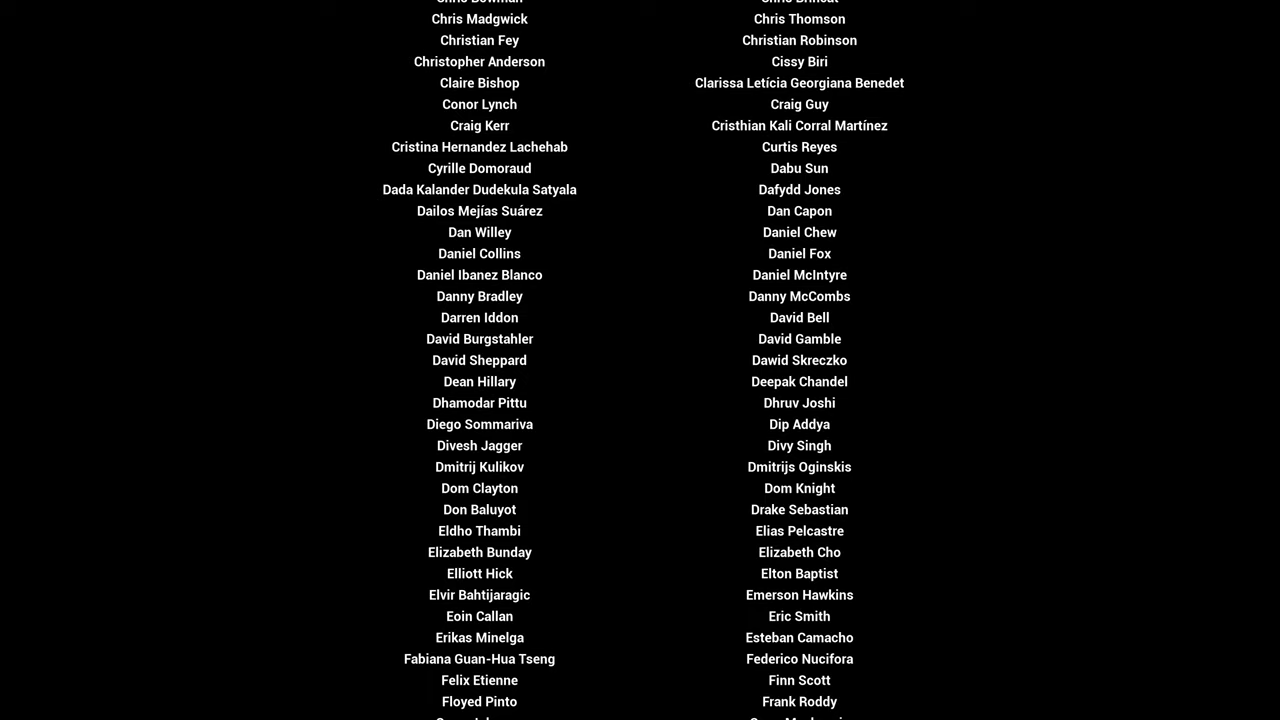 Chris Madgwick Chris Thomson
Christian Fey Christian Robinson
Christopher Anderson Cissy Biri
Claire Bishop Clarissa Letícia Georgiana Benedet
Conor Lynch Craig Guy
Craig Kerr Cristhian Kali Corral Martínez
Cristina Hernandez Lachehab Curtis Reyes
Cyrille Domoraud Dabu Sun
Dada Kalander Dudekula Satyala Dafydd Jones
Dailos Mejías Suárez Dan Capon
Dan Willey Daniel Chew
Daniel Collins Daniel Fox
Daniel Ibanez Blanco Daniel McIntyre
Danny Bradley Danny McCombs
Darren Iddon David Bell
David Burgstahler David Gamble
David Sheppard Dawid Skreczko
Dean Hillary Deepak Chandel
Dhamodar Pittu Dhruv Joshi
Diego Sommariva Dip Addya
Divesh Jagger Divy Singh
Dmitrij Kulikov Dmitrijs Oginskis
Dom Clayton Dom Knight
Don Baluyot Drake Sebastian
Eldho Thambi Elias Pelcastre
Elizabeth Bunday Elizabeth Cho
Elliott Hick Elton Baptist
Elvir Bahtijaragic Emerson Hawkins
Eoin Callan Eric Smith
Erikas Minelga Esteban Camacho
Fabiana Guan-Hua Tseng Federico Nucifora
Felix Etienne Finn Scott
Floyed Pinto Frank Roddy